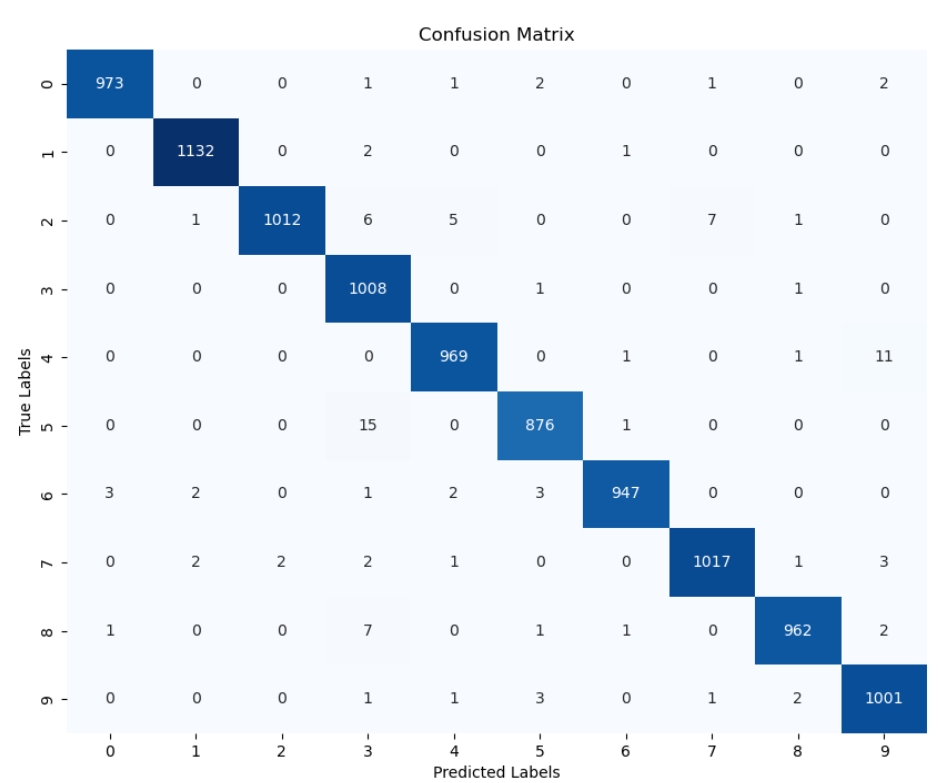 Confusion Matrix
True Labels
0 973 0 0 1 1 2 0 1 0 2
1 0 1132 0 2 0 0 1 0 0 0
2 0 1 1012 6 5 0 0 7 1 0
3 0 0 0 1008 0 1 0 0 1 0
4 0 0 0 0 969 0 1 0 1 11
5 0 0 0 15 0 876 1 0 0 0
6 3 2 0 1 2 3 947 0 0 0
7 0 2 2 2 1 0 0 1017 1 3
8 1 0 0 7 0 1 1 0 962 2
9 0 0 0 1 1 3 0 1 2 1001
0 1 2 3 4 5 6 7 8 9
Predicted Labels